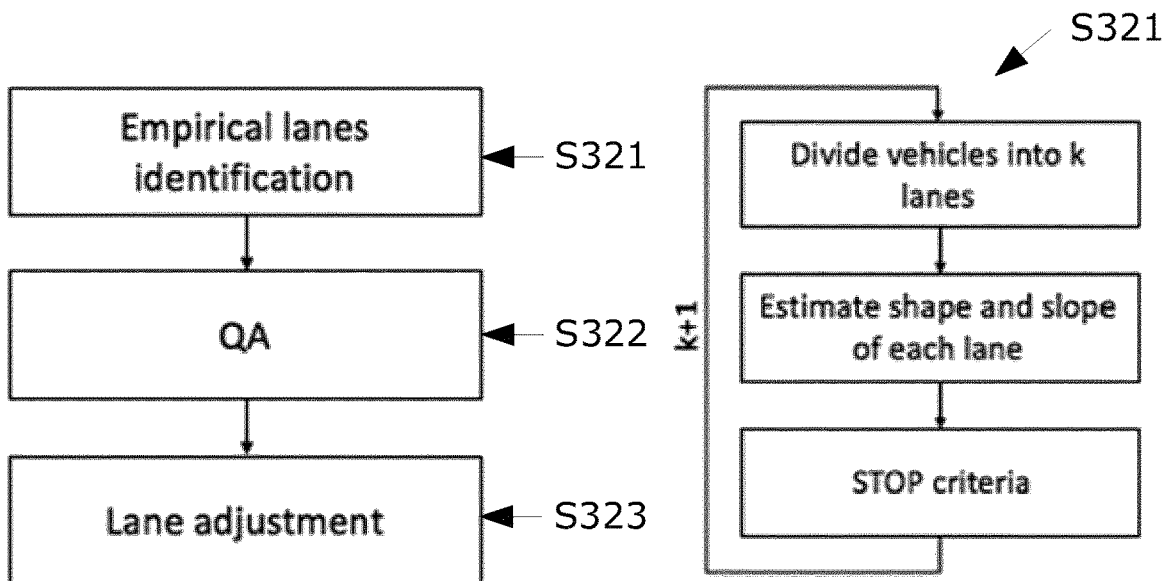 Empirical lanes
identification
S321
QA
S322
Lane adjustment
S323
S321
Divide vehicles into k
lanes
Estimate shape and slope
of each lane
STOP criteria
k+1